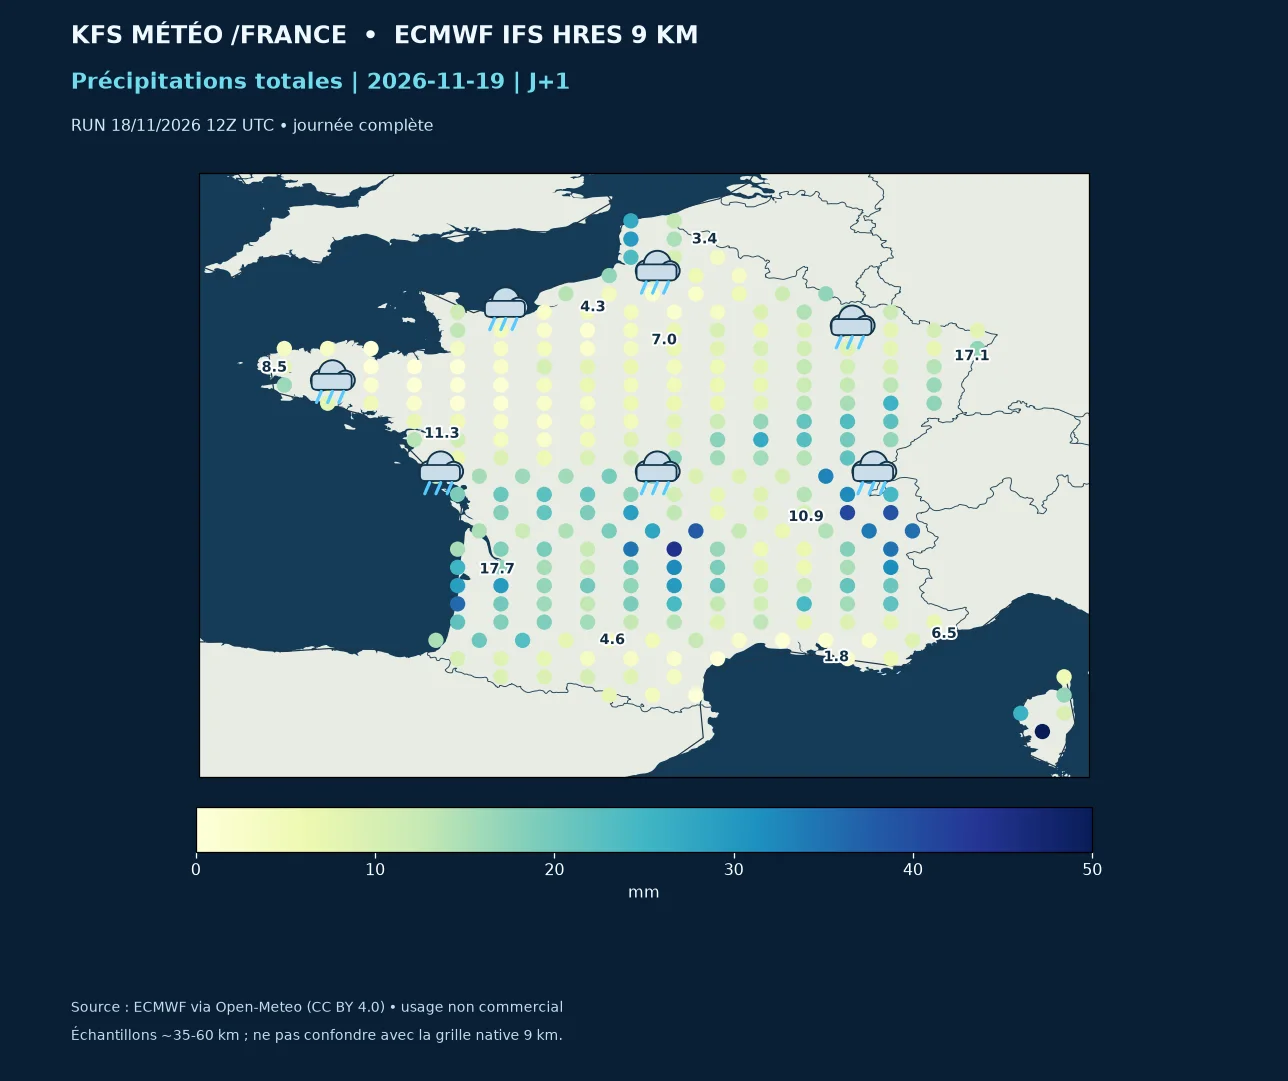 KFS MÉTÉO /FRANCE • ECMWF IFS HRES 9 KM
Précipitations totales | 2026-11-19 | J+1
RUN 18/11/2026 12Z UTC • journée complète
3.4
4.3
7.0
17.1
8.5
11.3
10.9
17.7
6.5
4.6
1.8
0 10 20 30 40 50
mm
Source : ECMWF via Open-Meteo (CC BY 4.0) • usage non commercial
Échantillons ~35-60 km ; ne pas confondre avec la grille native 9 km.